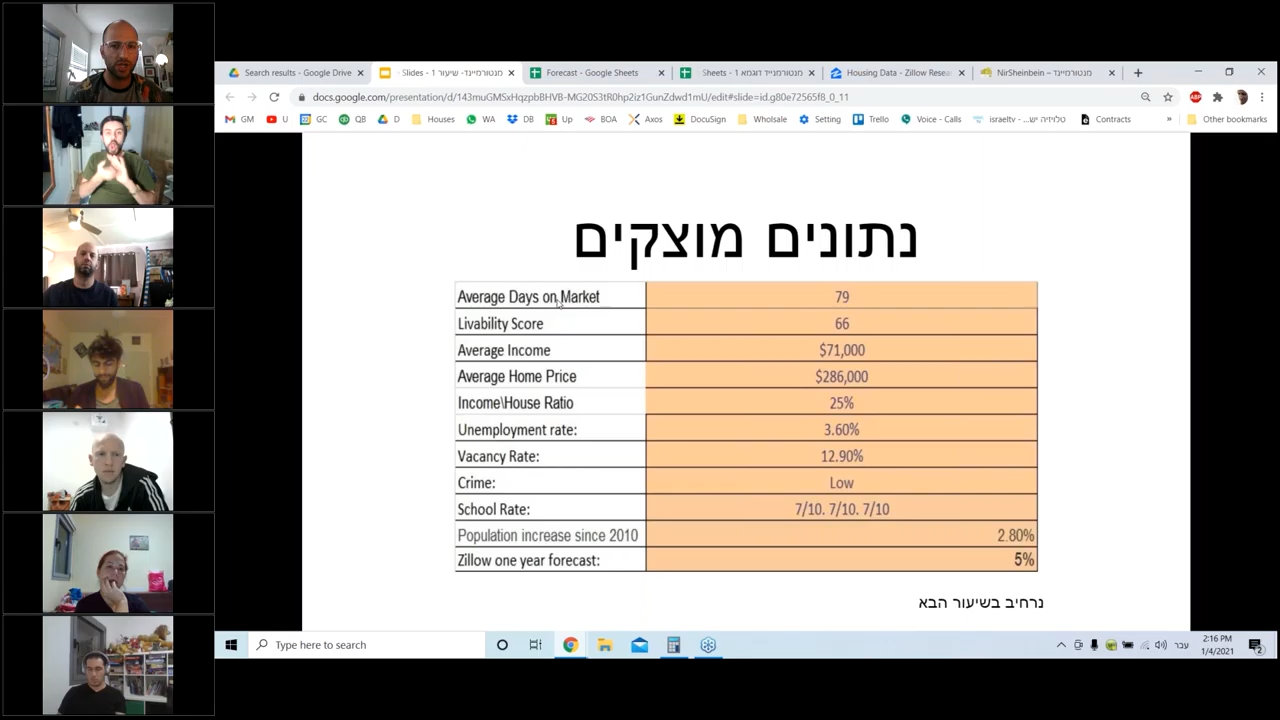 Search results - Google Drive
Slides - 1 מנטורמיינד- שיעור
Forecast - Google Sheets
Sheets - 1 מנטורמנייד דוגמא
Housing Data - Zillow Resea
NirSheinbein – מנטורמיינד
docs.google.com/presentation/d/143muGMSxHqzpbBHVB-MG20S3tR0hp2iz1GunZdwd1mU/edit#slide=id.g80e72565f8_0_11
ABP
GM
U
GC
QB
D
Houses
WA
DB
Up
BOA
Axos
DocuSign
Wholsale
Setting
Trello
Voice - Calls
israeltv - ...טלויזיה יש
Contracts
»
Other bookmarks
נתונים מוצקים
Average Days on Market 79
Livability Score 66
Average Income $71,000
Average Home Price $286,000
Income\House Ratio 25%
Unemployment rate: 3.60%
Vacancy Rate: 12.90%
Crime: Low
School Rate: 7/10. 7/10. 7/10
Population increase since 2010 2.80%
Zillow one year forecast: 5%
נרחיב בשיעור הבא
Type here to search
עבר
2:16 PM
1/4/2021
2